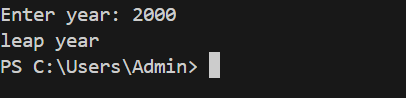 Enter year: 2000
leap year
PS C:\Users\Admin>